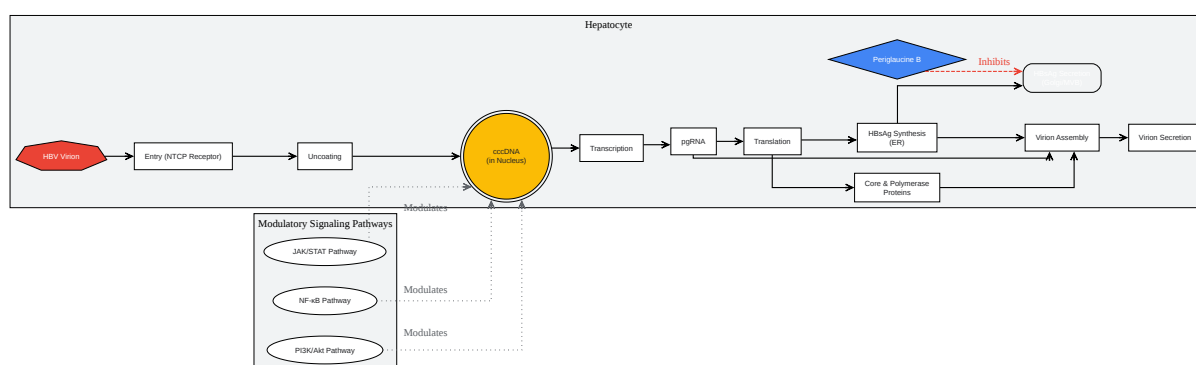 Hepatocyte
Periglaucine B
Inhibits
HBV Virion
Entry (NTCP Receptor)
Uncoating
cccDNA
(in Nucleus)
Transcription
pgRNA
Translation
HBsAg Synthesis
(ER)
Virion Assembly
Virion Secretion
Core & Polymerase
Proteins
Modulates
Modulatory Signaling Pathways
JAK/STAT Pathway
NF-κB Pathway
Modulates
PI3K/Akt Pathway
Modulates